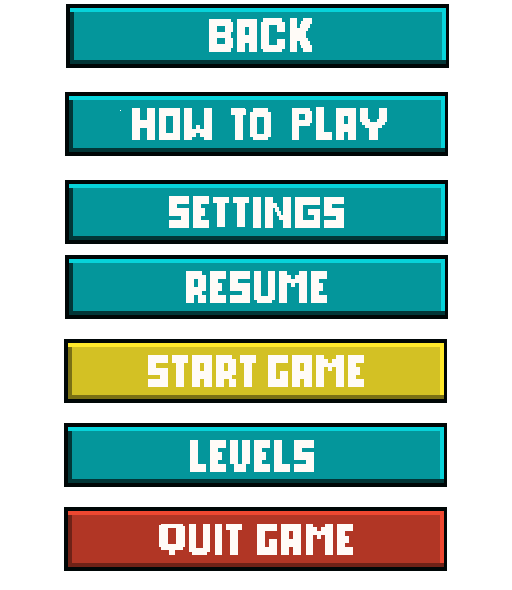 BACK
HOW TO PLAY
SETTINGS
RESUME
START GAME
LEVELS
QUIT GAME